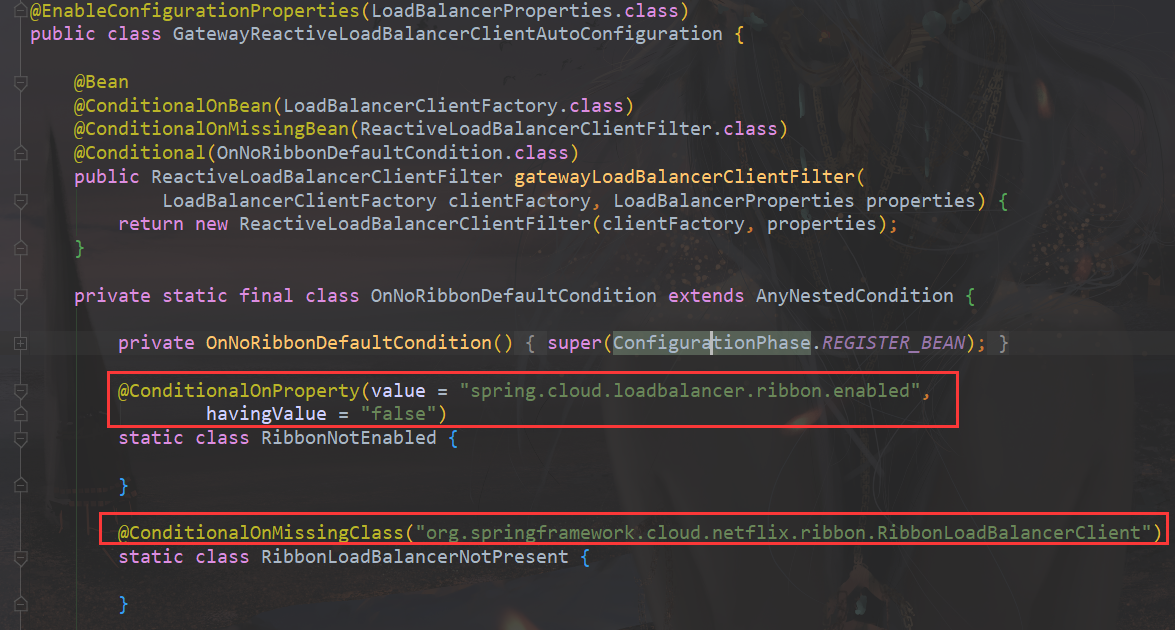 @EnableConfigurationProperties(LoadBalancerProperties.class)
public class GatewayReactiveLoadBalancerClientAutoConfiguration {
@Bean
@ConditionalOnBean(LoadBalancerClientFactory.class)
@ConditionalOnMissingBean(ReactiveLoadBalancerClientFilter.class)
@Conditional(OnNoRibbonDefaultCondition.class)
public ReactiveLoadBalancerClientFilter gatewayLoadBalancerClientFilter(
LoadBalancerClientFactory clientFactory, LoadBalancerProperties properties) {
return new ReactiveLoadBalancerClientFilter(clientFactory, properties);
}
private static final class OnNoRibbonDefaultCondition extends AnyNestedCondition {
private OnNoRibbonDefaultCondition() { super(ConfigurationPhase.REGISTER_BEAN); }
@ConditionalOnProperty(value = "spring.cloud.loadbalancer.ribbon.enabled",
havingValue = "false")
static class RibbonNotEnabled {
}
@ConditionalOnMissingClass("org.springframework.cloud.netflix.ribbon.RibbonLoadBalancerClient")
static class RibbonLoadBalancerNotPresent {
}